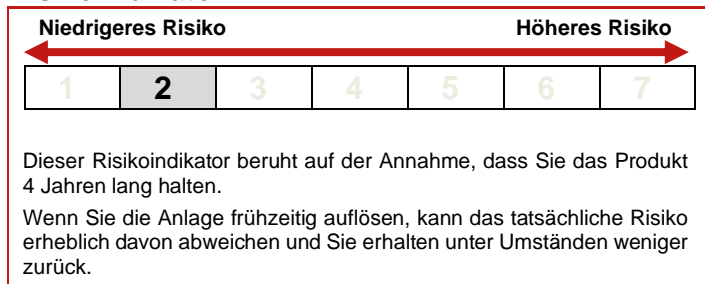 Niedrigeres Risiko Höheres Risiko
1 2 3 4 5 6 7
Dieser Risikoindikator beruht auf der Annahme, dass Sie das Produkt
4 Jahren lang halten.
Wenn Sie die Anlage frühzeitig auflösen, kann das tatsächliche Risiko
erheblich davon abweichen und Sie erhalten unter Umständen weniger
zurück.